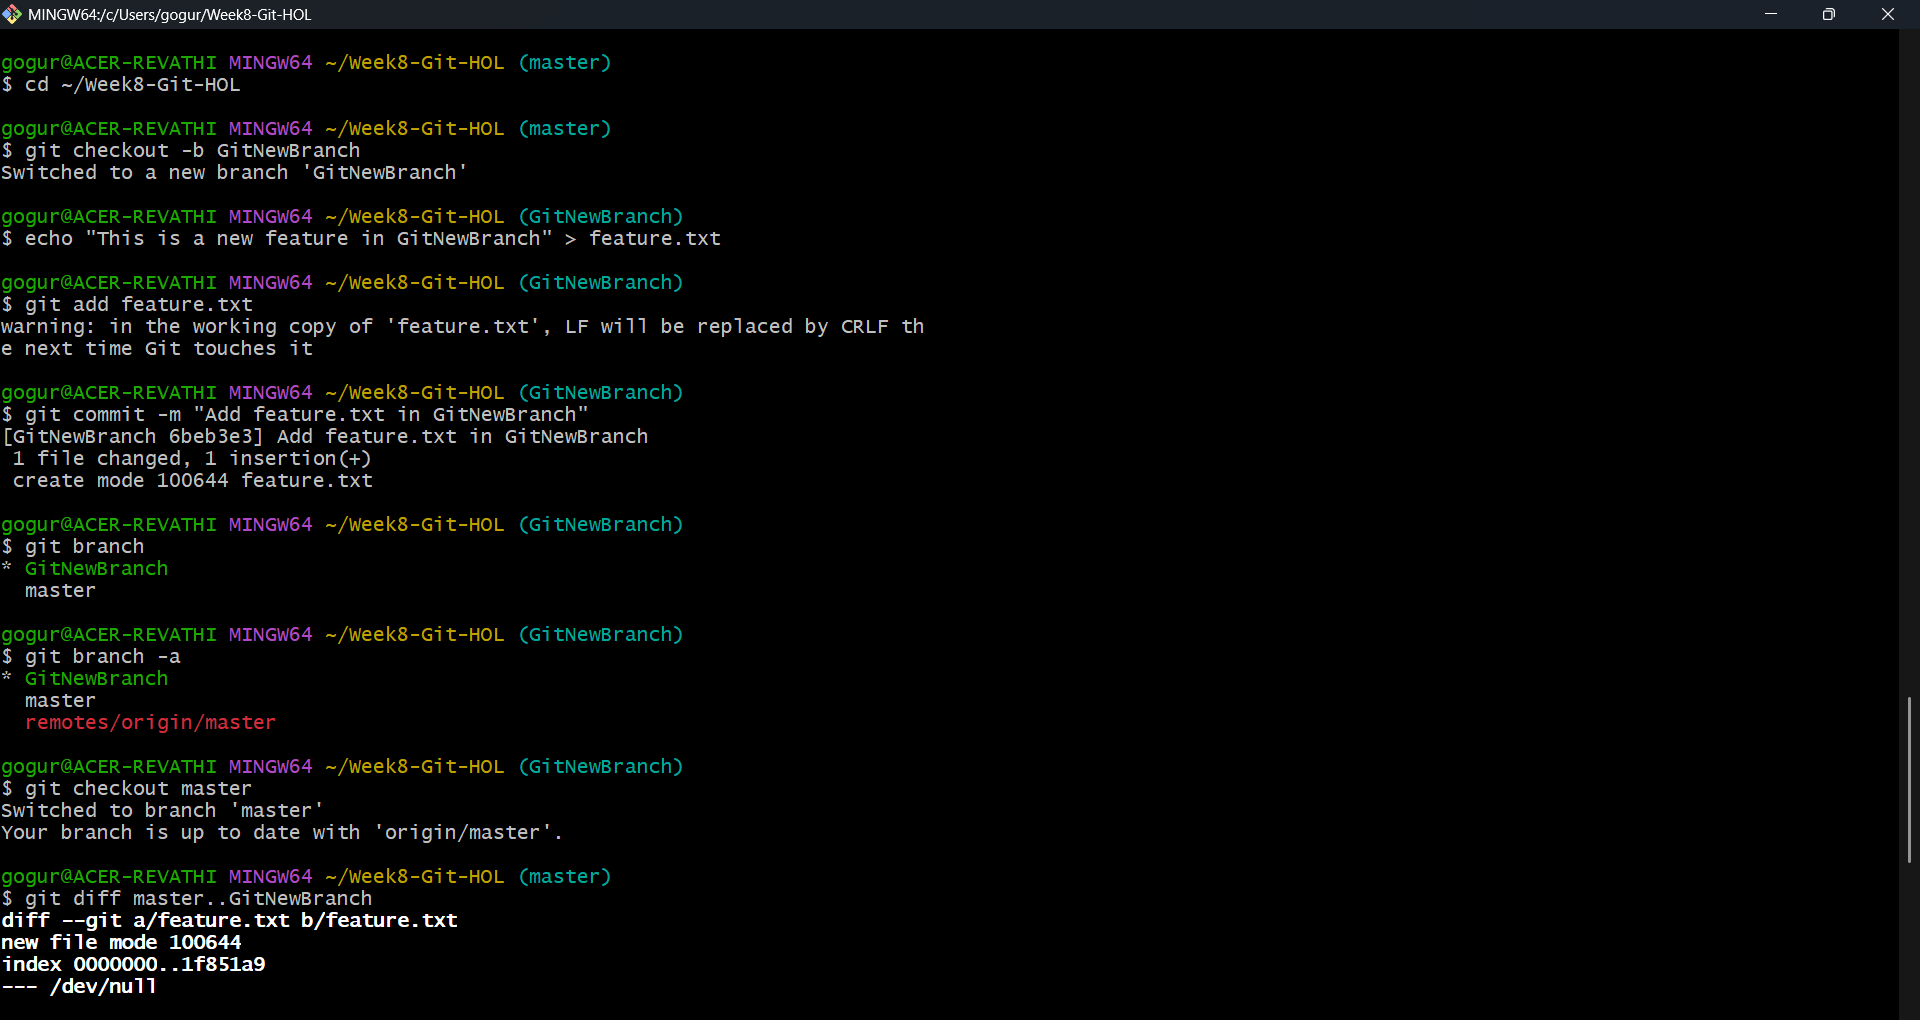 MINGW64:/c/Users/gogur/Week8-Git-HOL
gogur@ACER-REVATHI MINGW64 ~/Week8-Git-HOL (master)
$ cd ~/Week8-Git-HOL
gogur@ACER-REVATHI MINGW64 ~/Week8-Git-HOL (master)
$ git checkout -b GitNewBranch
Switched to a new branch 'GitNewBranch'
gogur@ACER-REVATHI MINGW64 ~/Week8-Git-HOL (GitNewBranch)
$ echo "This is a new feature in GitNewBranch" > feature.txt
gogur@ACER-REVATHI MINGW64 ~/Week8-Git-HOL (GitNewBranch)
$ git add feature.txt
warning: in the working copy of 'feature.txt', LF will be replaced by CRLF th
e next time Git touches it
gogur@ACER-REVATHI MINGW64 ~/Week8-Git-HOL (GitNewBranch)
$ git commit -m "Add feature.txt in GitNewBranch"
[GitNewBranch 6beb3e3] Add feature.txt in GitNewBranch
 1 file changed, 1 insertion(+)
 create mode 100644 feature.txt
gogur@ACER-REVATHI MINGW64 ~/Week8-Git-HOL (GitNewBranch)
$ git branch
* GitNewBranch
  master
gogur@ACER-REVATHI MINGW64 ~/Week8-Git-HOL (GitNewBranch)
$ git branch -a
* GitNewBranch
  master
  remotes/origin/master
gogur@ACER-REVATHI MINGW64 ~/Week8-Git-HOL (GitNewBranch)
$ git checkout master
Switched to branch 'master'
Your branch is up to date with 'origin/master'.
gogur@ACER-REVATHI MINGW64 ~/Week8-Git-HOL (master)
$ git diff master..GitNewBranch
diff --git a/feature.txt b/feature.txt
new file mode 100644
index 0000000..1f851a9
--- /dev/null